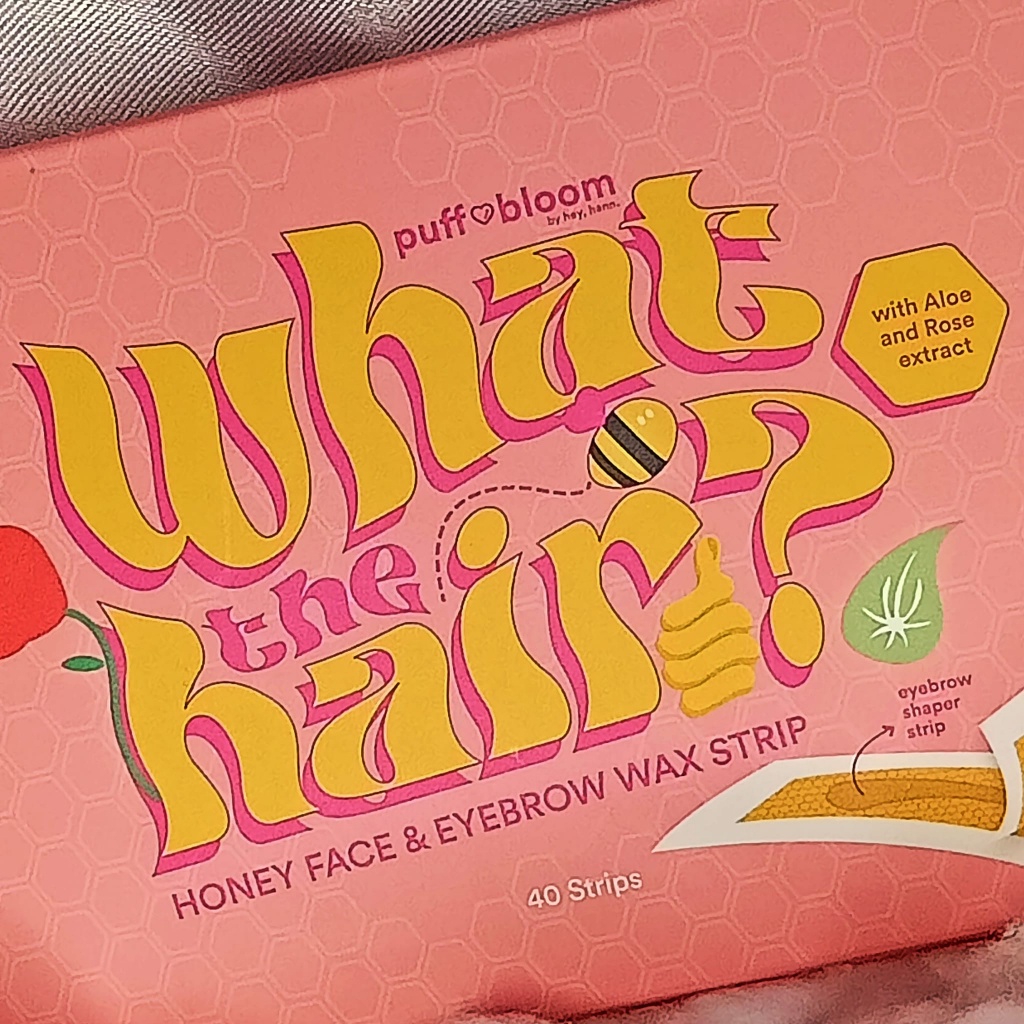 puff bloom
by hey, hann.
what
the
hair?
with Aloe
and Rose
extract
eyebrow
shaper
strip
HONEY FACE & EYEBROW WAX STRIP
40 Strips